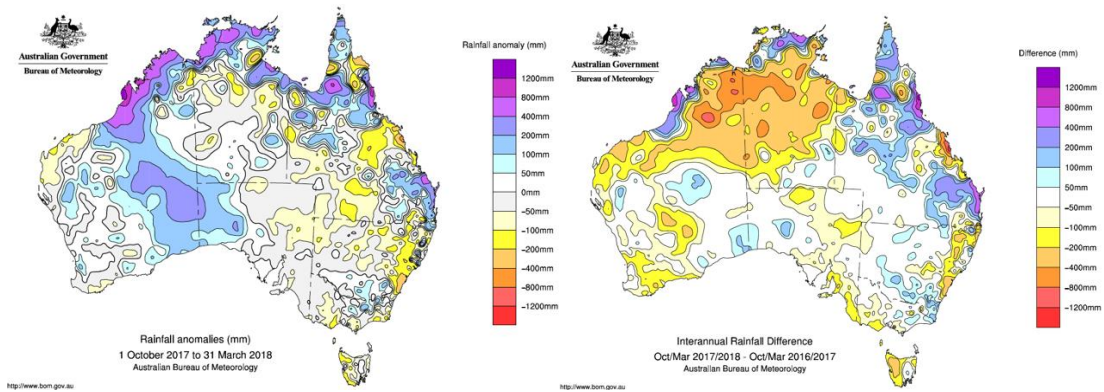 Australian Government
Bureau of Meteorology
Rainfall anomaly (mm)
1200mm
800mm
400mm
200mm
100mm
50mm
0mm
-50mm
-100mm
-200mm
-400mm
-800mm
-1200mm
Rainfall anomalies (mm)
1 October 2017 to 31 March 2018
Australian Bureau of Meteorology
http://www.bom.gov.au
Australian Government
Bureau of Meteorology
Difference (mm)
1200mm
800mm
400mm
200mm
100mm
50mm
-50mm
-100mm
-200mm
-400mm
-800mm
-1200mm
Interannual Rainfall Difference
Oct/Mar 2017/2018 - Oct/Mar 2016/2017
Australian Bureau of Meteorology
http://www.bom.gov.au